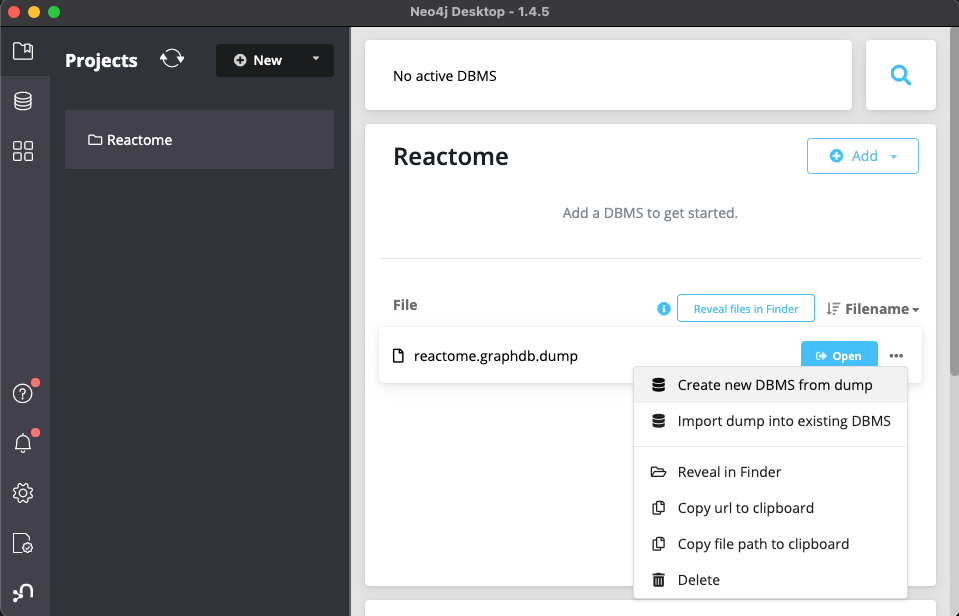 Neo4j Desktop - 1.4.5
Projects
New
Reactome
No active DBMS
Reactome
Add
Add a DBMS to get started.
File
Reveal files in Finder
Filename
reactome.graphdb.dump
Open
Create new DBMS from dump
Import dump into existing DBMS
Reveal in Finder
Copy url to clipboard
Copy file path to clipboard
Delete